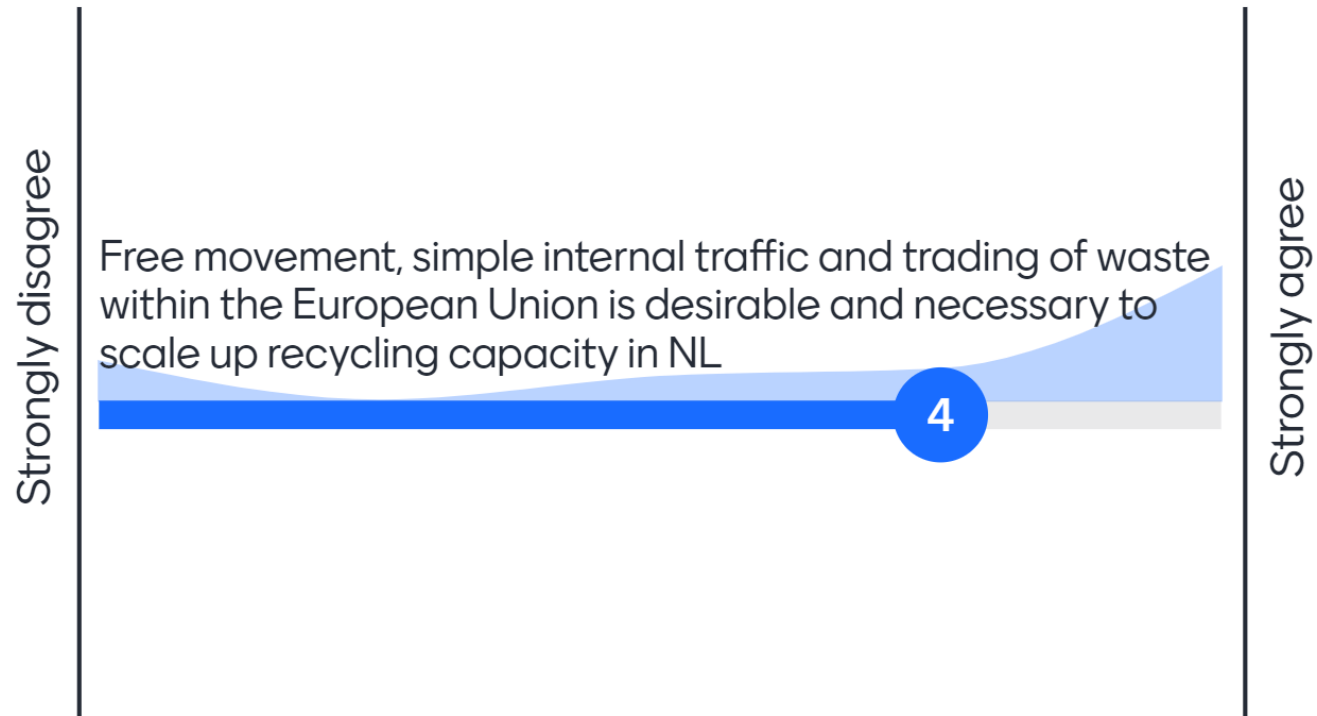 Strongly disagree
Free movement, simple internal traffic and trading of waste
within the European Union is desirable and necessary to
scale up recycling capacity in NL
4
Strongly agree